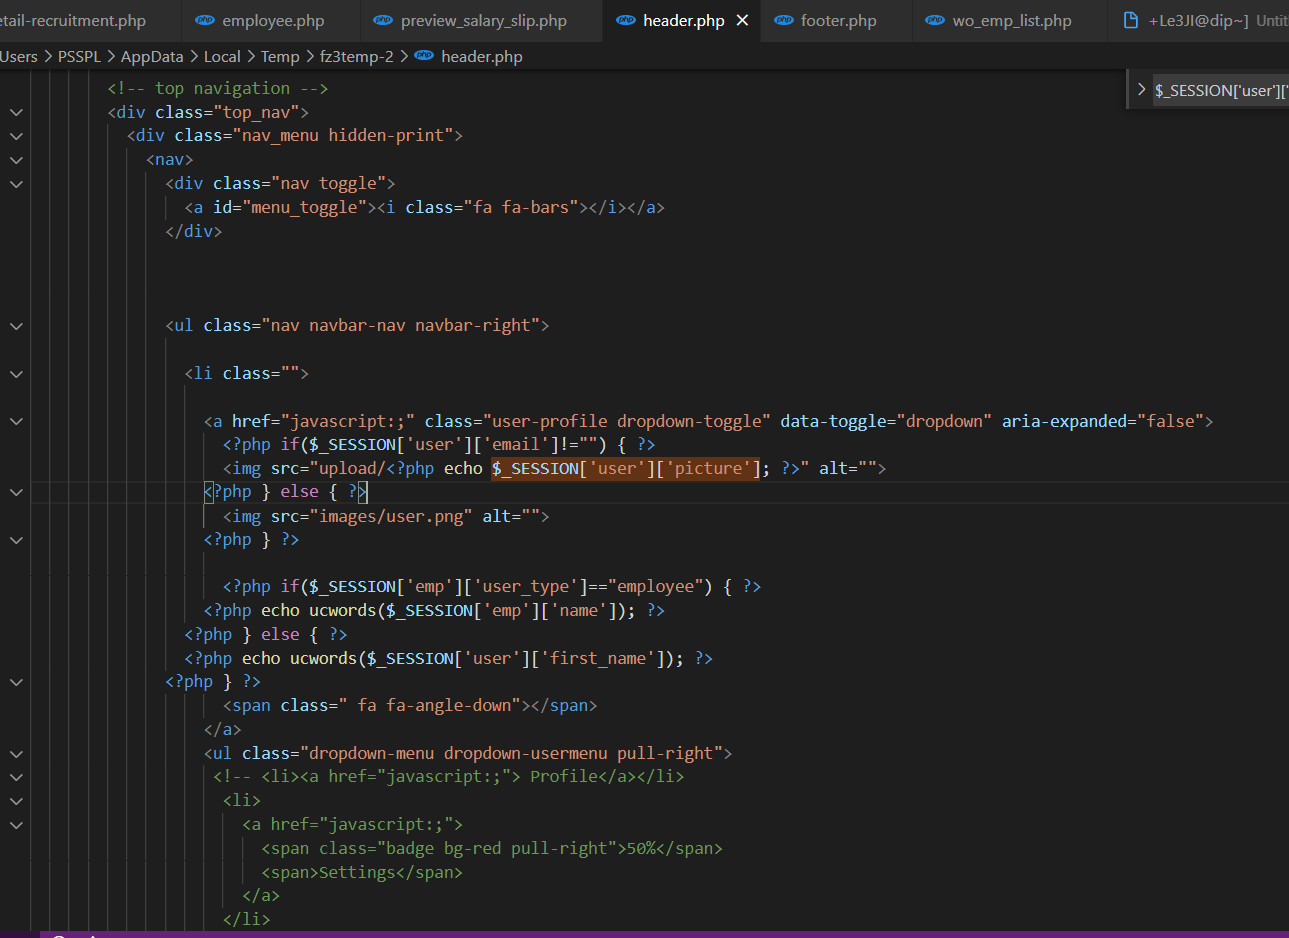 etail-recruitment.php employee.php preview_salary_slip.php header.php footer.php wo_emp_list.php +Le3JI@dip~] Untit
Users > PSSPL > AppData > Local > Temp > fz3temp-2 > header.php
$_SESSION['user']['
<!-- top navigation -->
<div class="top_nav">
<div class="nav_menu hidden-print">
<nav>
<div class="nav toggle">
<a id="menu_toggle"><i class="fa fa-bars"></i></a>
</div>
<ul class="nav navbar-nav navbar-right">
<li class="">
<a href="javascript:;" class="user-profile dropdown-toggle" data-toggle="dropdown" aria-expanded="false">
<?php if($_SESSION['user']['email']!="") { ?>
<img src="upload/<?php echo $_SESSION['user']['picture']; ?>" alt="">
<?php } else { ?>
<img src="images/user.png" alt="">
<?php } ?>
<?php if($_SESSION['emp']['user_type']=="employee") { ?>
<?php echo ucwords($_SESSION['emp']['name']); ?>
<?php } else { ?>
<?php echo ucwords($_SESSION['user']['first_name']); ?>
<?php } ?>
<span class=" fa fa-angle-down"></span>
</a>
<ul class="dropdown-menu dropdown-usermenu pull-right">
<!-- <li><a href="javascript:;"> Profile</a></li>
<li>
<a href="javascript:;">
<span class="badge bg-red pull-right">50%</span>
<span>Settings</span>
</a>
</li>